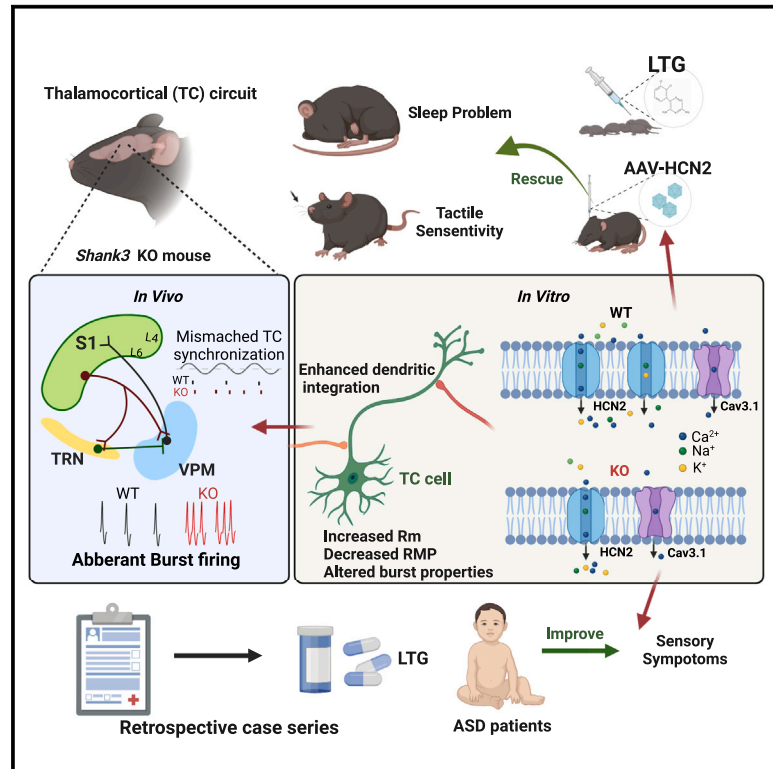 Thalamocortical (TC) circuit
Shank3 KO mouse
Sleep Problem
Tactile
Sensentivity
Rescue
LTG
AAV-HCN2
In Vivo
S1
L4
L6
Mismached TC
synchronization
WT
KO
TRN
VPM
WT
KO
Abberant Burst firing
In Vitro
Enhanced dendritic
integration
TC cell
Increased Rm
Decreased RMP
Altered burst properties
WT
HCN2
Cav3.1
Ca2+
Na+
K+
KO
HCN2
Cav3.1
Retrospective case series
LTG
ASD patients
Improve
Sensory
Sympotoms